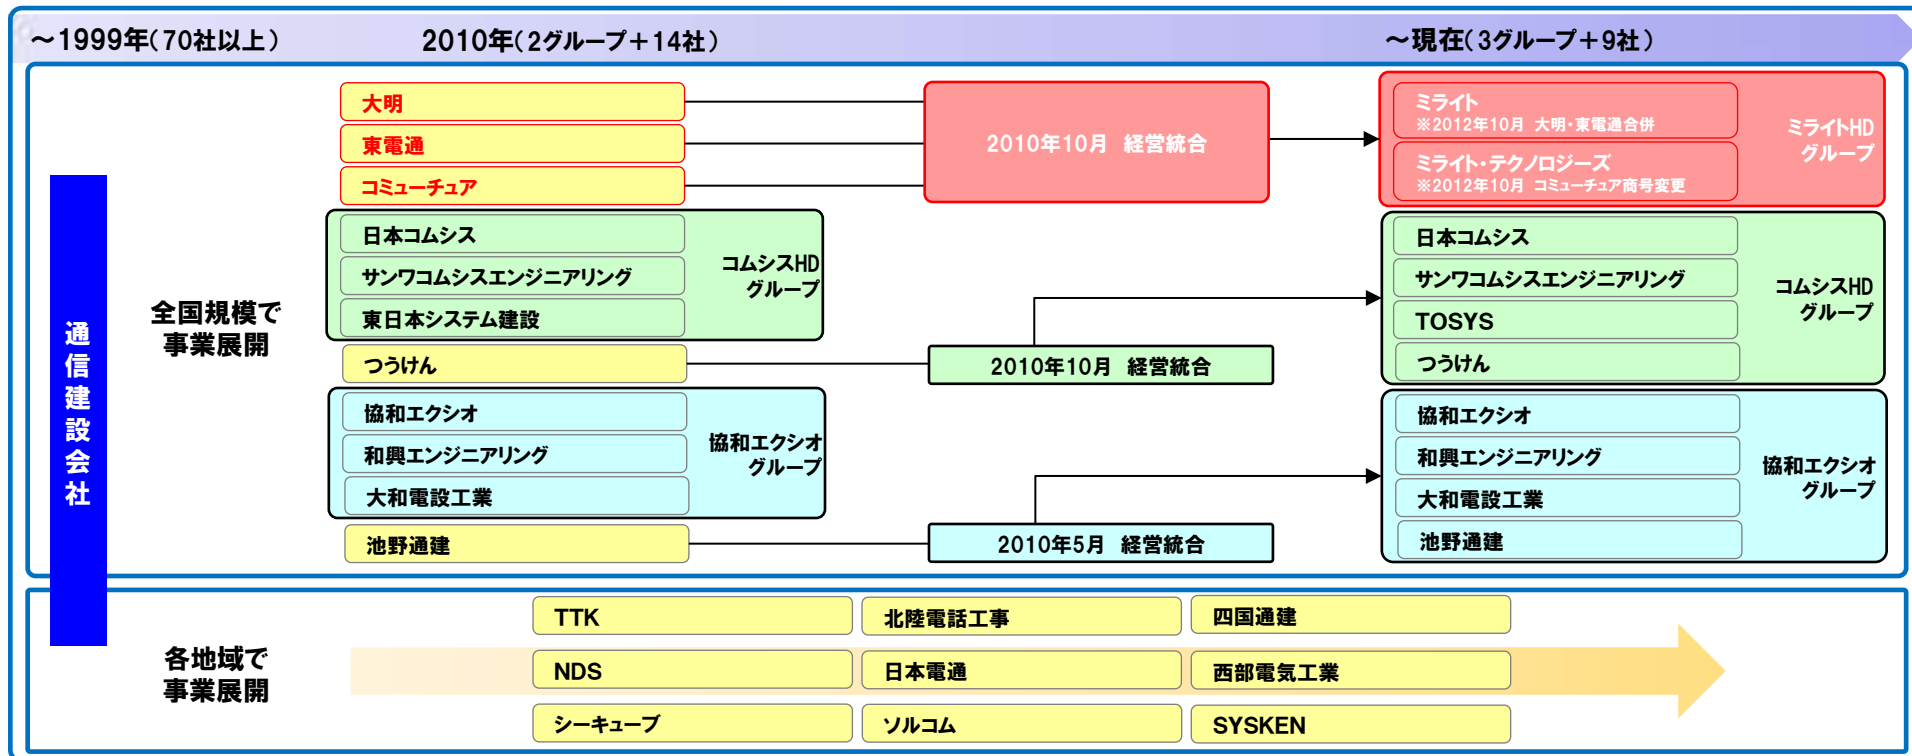 ～1999年（70社以上）
2010年（2グループ＋14社）
～現在（3グループ＋9社）
通信建設会社
全国規模で
事業展開
大明
東電通
コミューチュア
2010年10月 経営統合
ミライト
※2012年10月 大明・東電通合併
ミライト・テクノロジーズ
※2012年10月 コミューチュア商号変更
ミライトHD
グループ
日本コムシス
サンワコムシスエンジニアリング
東日本システム建設
コムシスHD
グループ
つうけん
2010年10月 経営統合
日本コムシス
サンワコムシスエンジニアリング
TOSYS
つうけん
コムシスHD
グループ
協和エクシオ
和興エンジニアリング
大和電設工業
協和エクシオ
グループ
池野通建
2010年5月 経営統合
協和エクシオ
和興エンジニアリング
大和電設工業
池野通建
協和エクシオ
グループ
各地域で
事業展開
TTK
北陸電話工事
四国通建
NDS
日本電通
西部電気工業
シーキューブ
ソルコム
SYSKEN